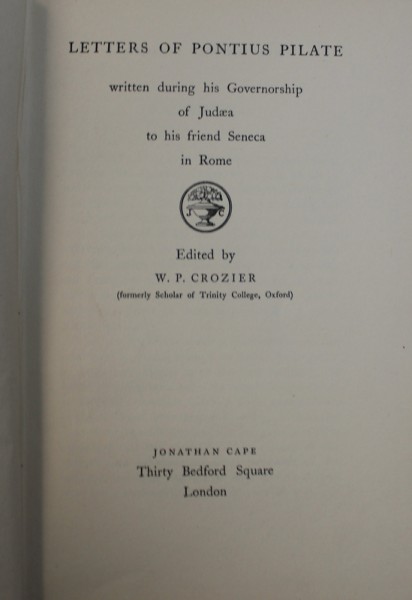 LETTERS OF PONTIUS PILATE
written during his Governorship
of Judæa
to his friend Seneca
in Rome
J C
Edited by
W. P. CROZIER
(formerly Scholar of Trinity College, Oxford)
JONATHAN CAPE
Thirty Bedford Square
London